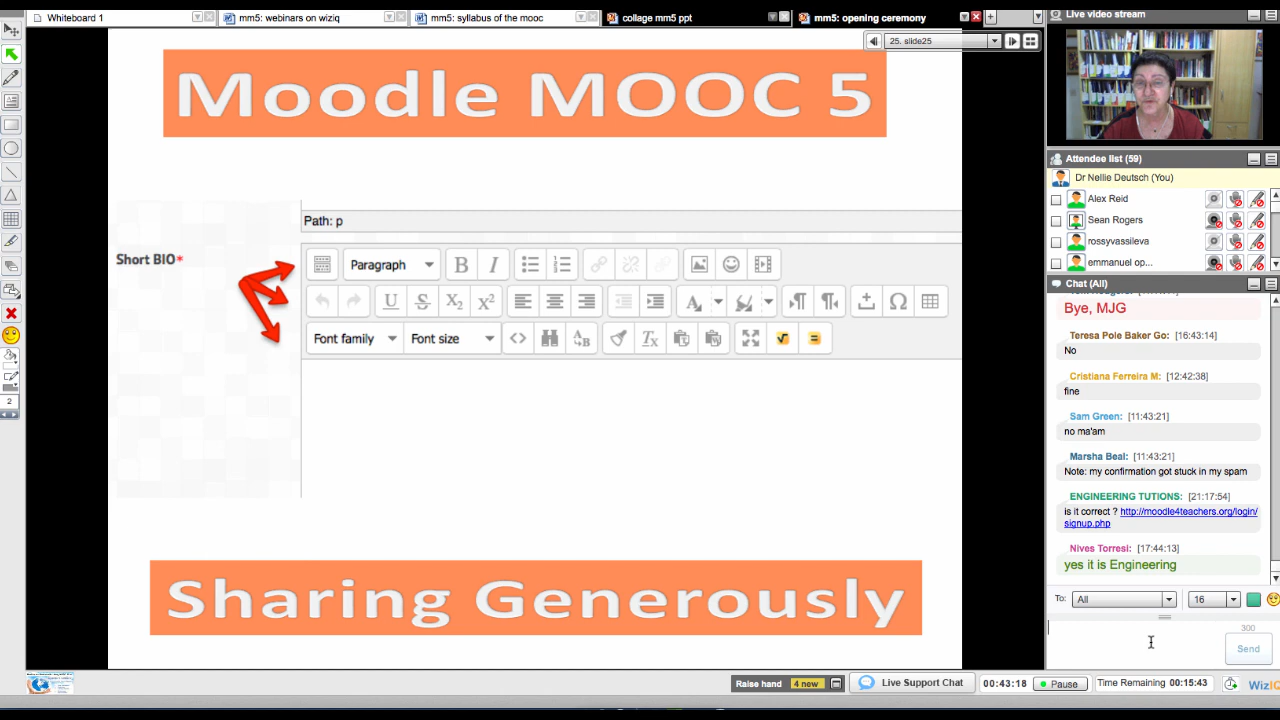 Whiteboard 1
mm5: webinars on wiziq
mm5: syllabus of the mooc
collage mm5 ppt
mm5: opening ceremony
Live video stream
25. slide25
Moodle MOOC 5
Path: p
Short BIO*
Paragraph
B I
U S X₂ X²
Font family
Font size
Sharing Generously
2
Attendee list (59)
Dr Nellie Deutsch (You)
Alex Reid
Sean Rogers
rossyvassileva
emmanuel op...
Chat (All)
Bye, MJG
Teresa Pole Baker Go: [16:43:14]
No
Cristiana Ferreira M: [12:42:38]
fine
Sam Green: [11:43:21]
no ma'am
Marsha Beal: [11:43:21]
Note: my confirmation got stuck in my spam
ENGINEERING TUTIONS: [21:17:54]
is it correct ? http://moodle4teachers.org/login/
signup.php
Nives Torresi: [17:44:13]
yes it is Engineering
To: All 16
300
Send
Raise hand 4 new
Live Support Chat
00:43:18
Pause
Time Remaining 00:15:43
WizIQ